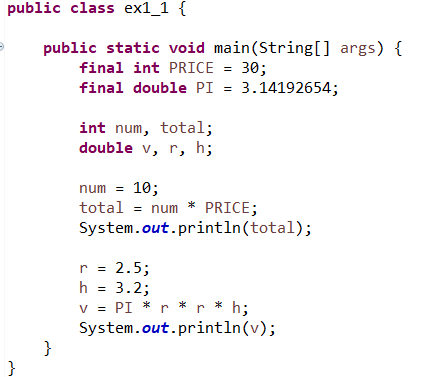 public class ex1_1 {
public static void main(String[] args) {
final int PRICE = 30;
final double PI = 3.14192654;
int num, total;
double v, r, h;
num = 10;
total = num * PRICE;
System.out.println(total);
r = 2.5;
h = 3.2;
v = PI * r * r * h;
System.out.println(v);
}
}